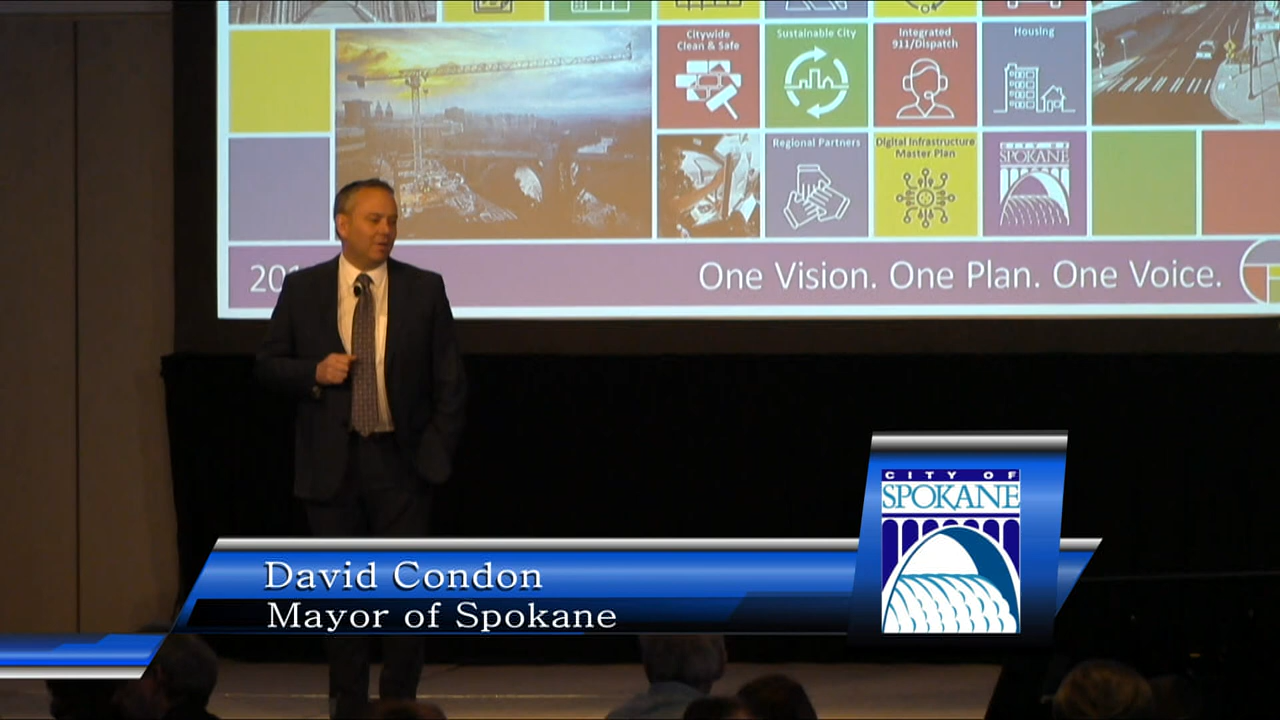 Citywide
Clean & Safe
Sustainable City
Integrated
911/Dispatch
Housing
Regional Partners
Digital Infrastructure
Master Plan
CITY OF
SPOKANE
201
One Vision. One Plan. One Voice.
CITY OF
SPOKANE
David Condon
Mayor of Spokane